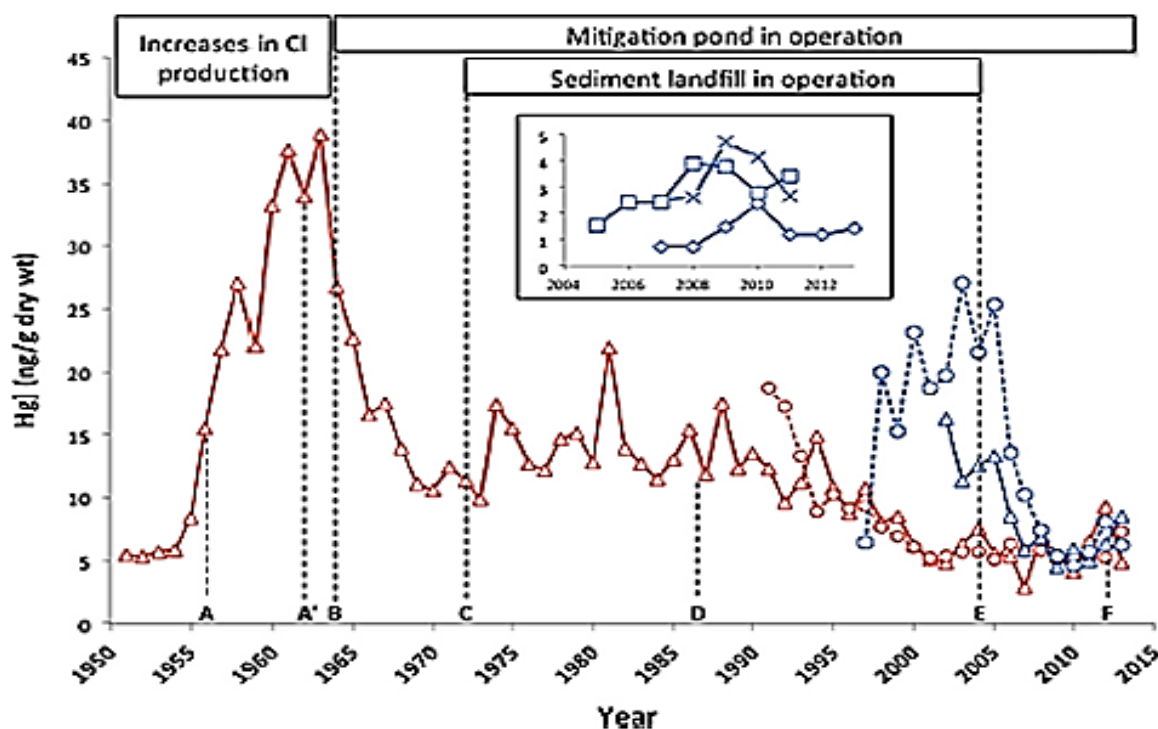 Increases in Cl
production
Mitigation pond in operation
Sediment landfill in operation
Hg] (ng/g dry wt)
45
40
35
30
25
20
15
10
5
0
5
4
3
2
1
0
2004 2006 2008 2010 2012
A A' B C D E F
1950 1955 1960 1965 1970 1975 1980 1985 1990 1995 2000 2005 2010 2015
Year